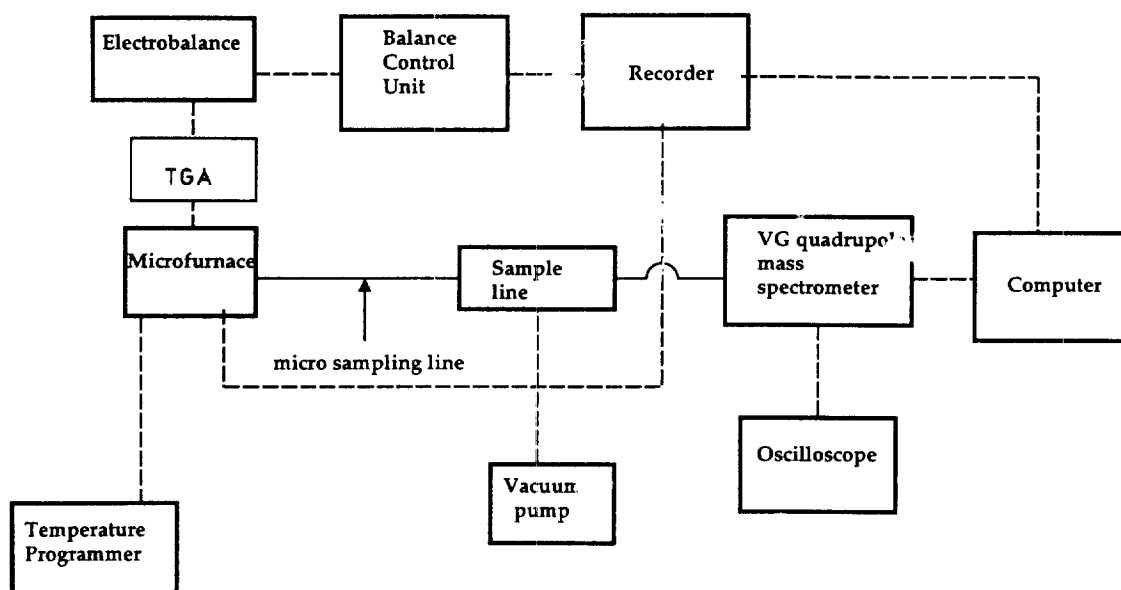 Electrobalance
Balance
Control
Unit
Recorder
TGA
Microfurnace
Sample
line
VG quadrupole
mass
spectrometer
Computer
micro sampling line
Oscilloscope
Vacuum
pump
Temperature
Programmer